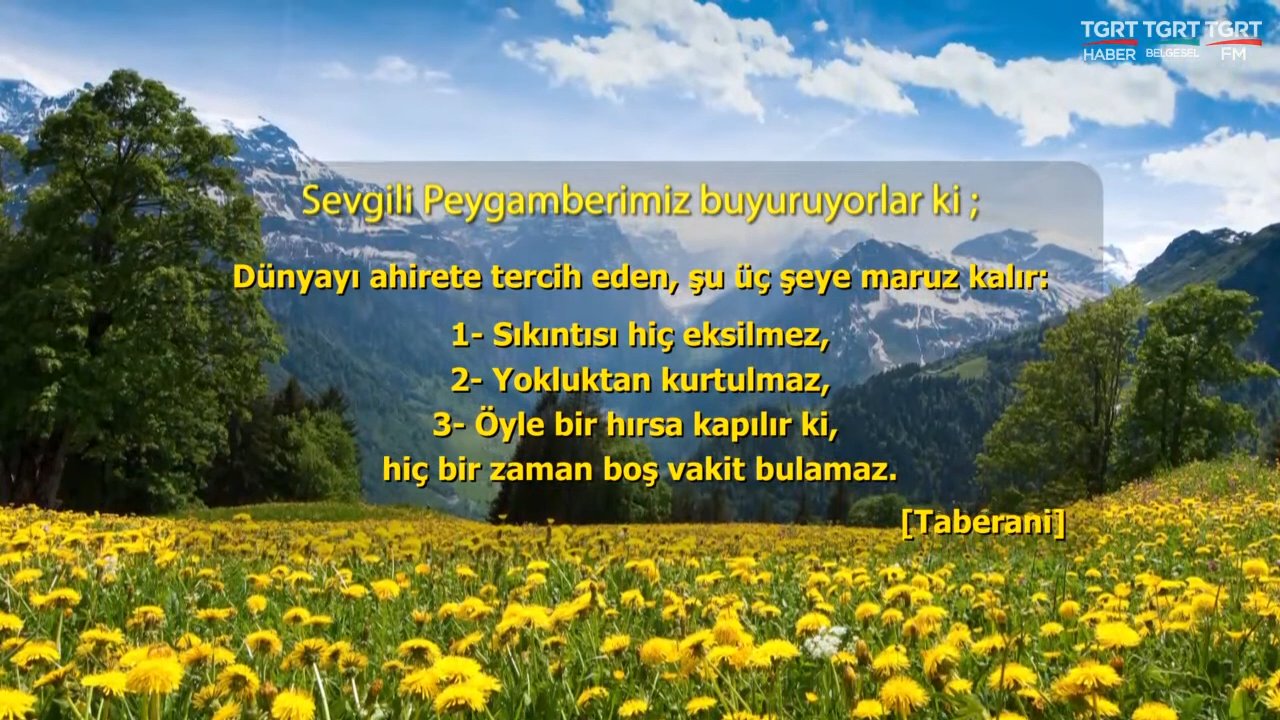 TGRT TGRT TGRT
HABER BELGESEL FM
Sevgili Peygamberimiz buyuruyorlar ki ;
Dünyayı ahirete tercih eden, şu üç şeye maruz kalır:
1- Sıkıntısı hiç eksilmez,
2- Yokluktan kurtulmaz,
3- Öyle bir hırsa kapılır ki,
hiç bir zaman boş vakit bulamaz.
[Taberani]